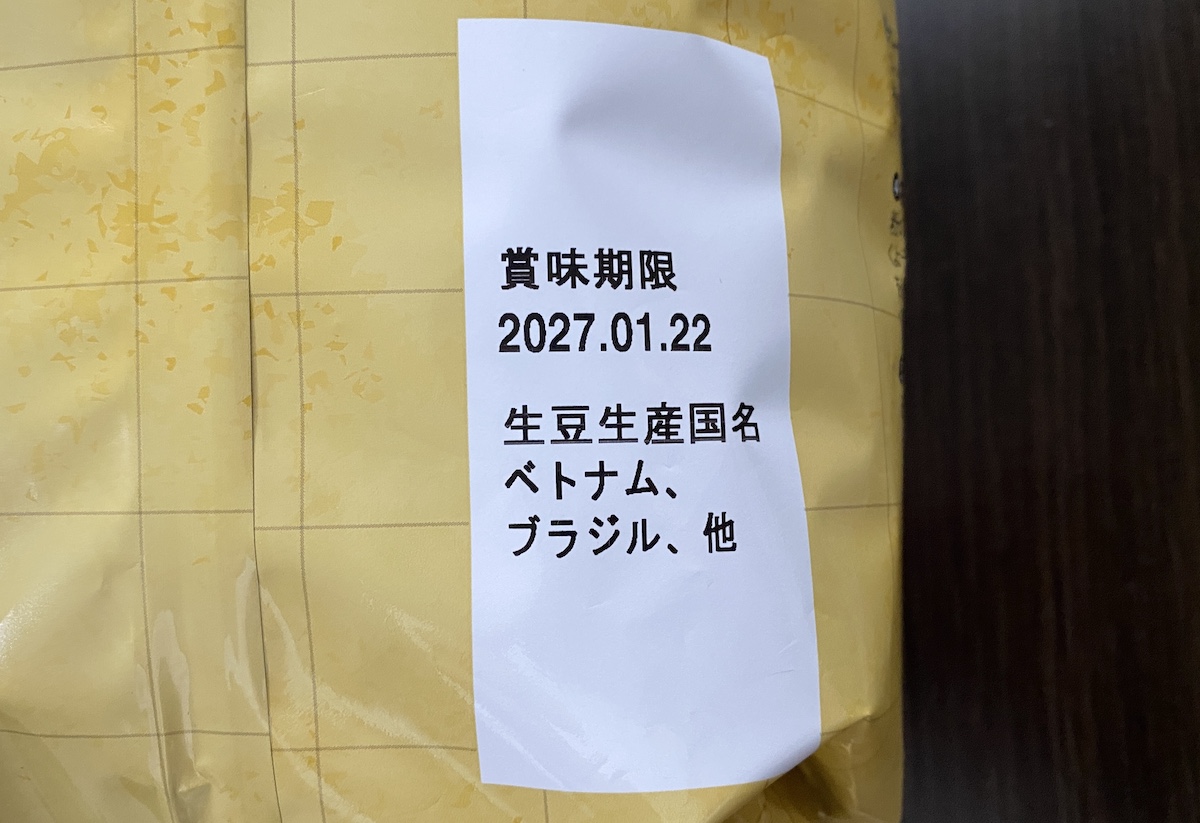 賞味期限
2027.01.22
生豆生産国名
ベトナム、
ブラジル、他